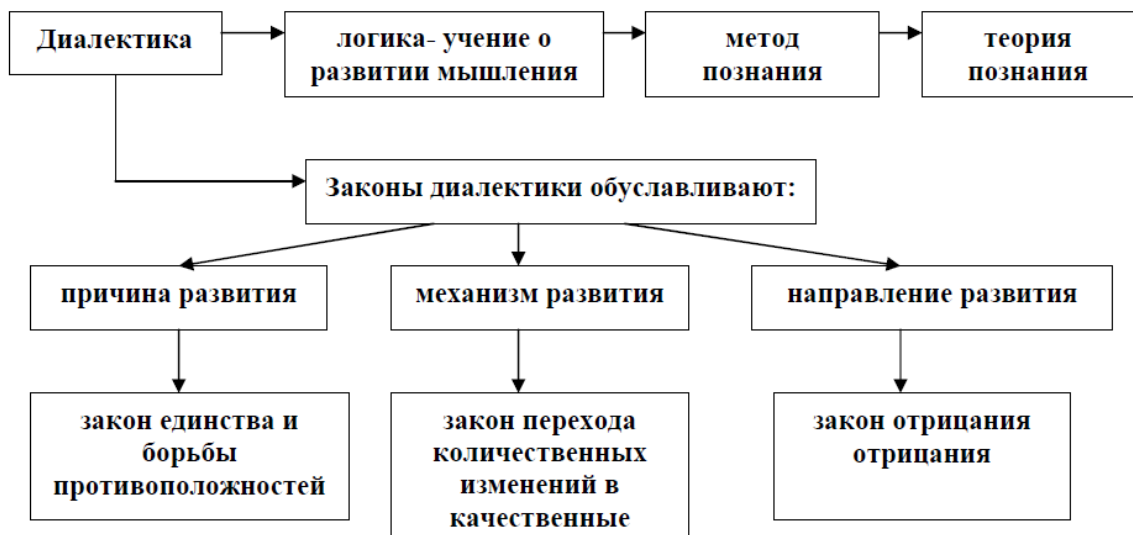 Диалектика
логика- учение о
развитии мышления
метод
познания
теория
познания
Законы диалектики обуславливают:
причина развития
механизм развития
направление развития
закон единства и
борьбы
противоположностей
закон перехода
количественных
изменений в
качественные
закон отрицания
отрицания